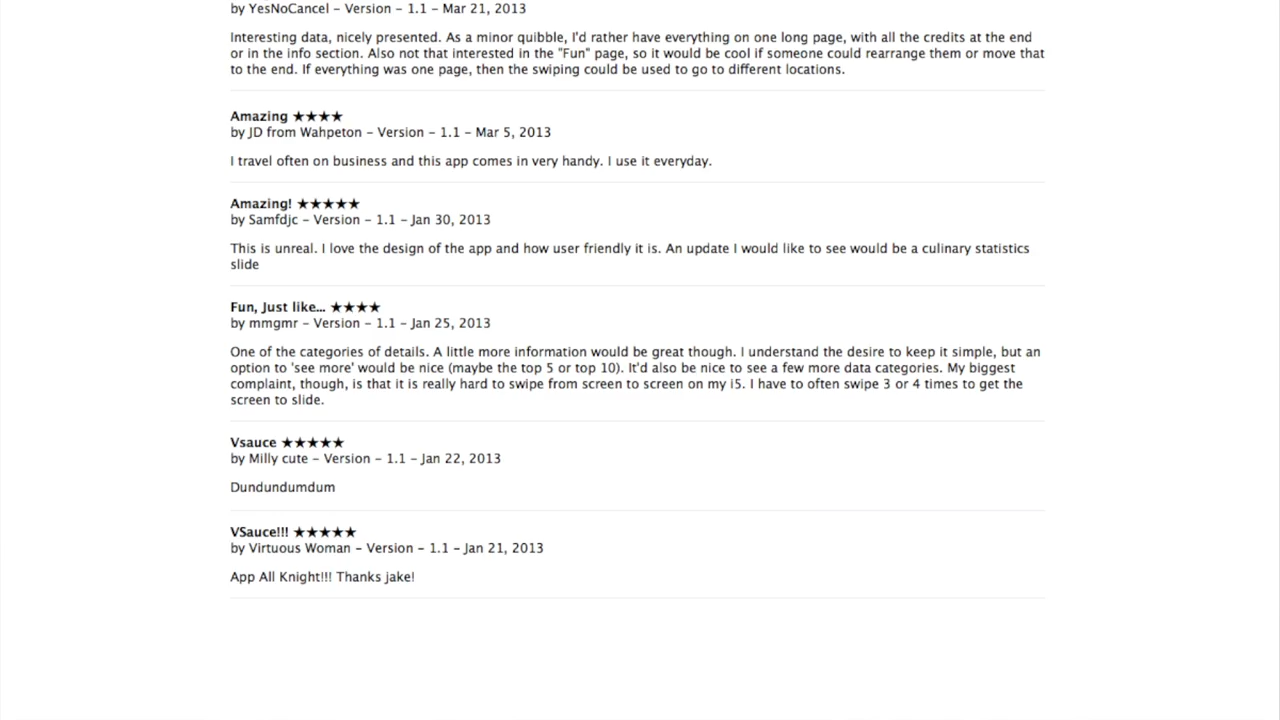 by YesNoCancel – Version – 1.1 – Mar 21, 2013
Interesting data, nicely presented. As a minor quibble, I'd rather have everything on one long page, with all the credits at the end
or in the info section. Also not that interested in the "Fun" page, so it would be cool if someone could rearrange them or move that
to the end. If everything was one page, then the swiping could be used to go to different locations.
Amazing ★★★★
by JD from Wahpeton – Version – 1.1 – Mar 5, 2013
I travel often on business and this app comes in very handy. I use it everyday.
Amazing! ★★★★★
by Samfdjc – Version – 1.1 – Jan 30, 2013
This is unreal. I love the design of the app and how user friendly it is. An update I would like to see would be a culinary statistics
slide
Fun, Just like... ★★★★
by mmgmr – Version – 1.1 – Jan 25, 2013
One of the categories of details. A little more information would be great though. I understand the desire to keep it simple, but an
option to 'see more' would be nice (maybe the top 5 or top 10). It'd also be nice to see a few more data categories. My biggest
complaint, though, is that it is really hard to swipe from screen to screen on my i5. I have to often swipe 3 or 4 times to get the
screen to slide.
Vsauce ★★★★★
by Milly cute – Version – 1.1 – Jan 22, 2013
Dundundumdum
VSauce!!! ★★★★★
by Virtuous Woman – Version – 1.1 – Jan 21, 2013
App All Knight!!! Thanks jake!